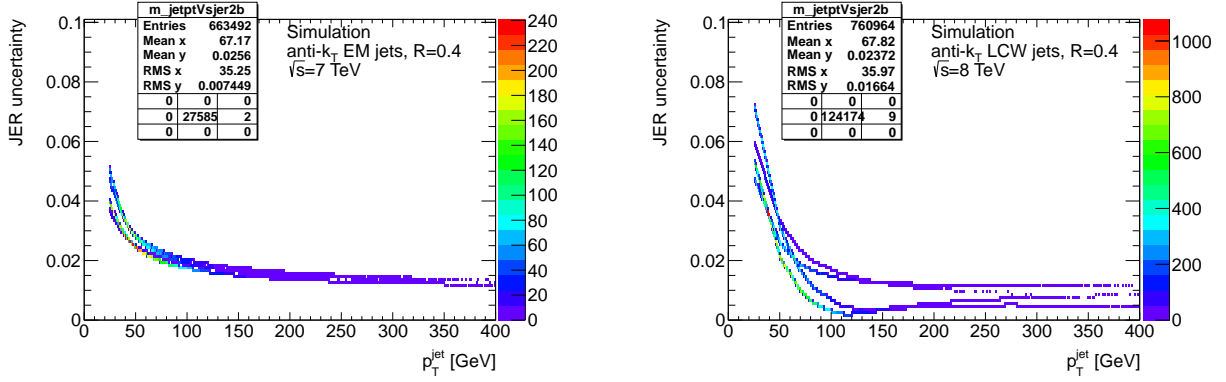 m_jetptVsjer2b
Entries 663492
Mean x 67.17
Mean y 0.0256
RMS x 35.25
RMS y 0.007449
0 0 0
0 27585 2
0 0 0
Simulation
anti-k_T EM jets, R=0.4
√s=7 TeV
JER uncertainty
0.1
0.08
0.06
0.04
0.02
0
0 50 100 150 200 250 300 350 400
p_T^jet [GeV]
240
220
200
180
160
140
120
100
80
60
40
20
0
m_jetptVsjer2b
Entries 760964
Mean x 67.82
Mean y 0.02372
RMS x 35.97
RMS y 0.01664
0 0 0
0 124174 9
0 0 0
Simulation
anti-k_T LCW jets, R=0.4
√s=8 TeV
JER uncertainty
0.1
0.08
0.06
0.04
0.02
0
0 50 100 150 200 250 300 350 400
p_T^jet [GeV]
1000
800
600
400
200
0